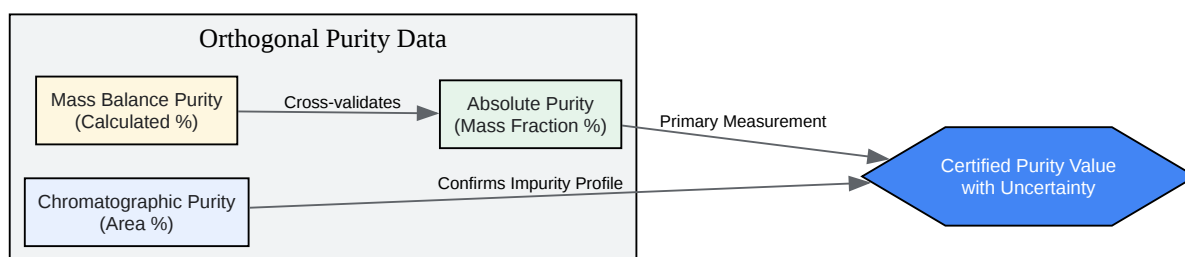 Orthogonal Purity Data
Mass Balance Purity
(Calculated %)
Cross-validates
Absolute Purity
(Mass Fraction %)
Primary Measurement
Certified Purity Value
with Uncertainty
Chromatographic Purity
(Area %)
Confirms Impurity Profile